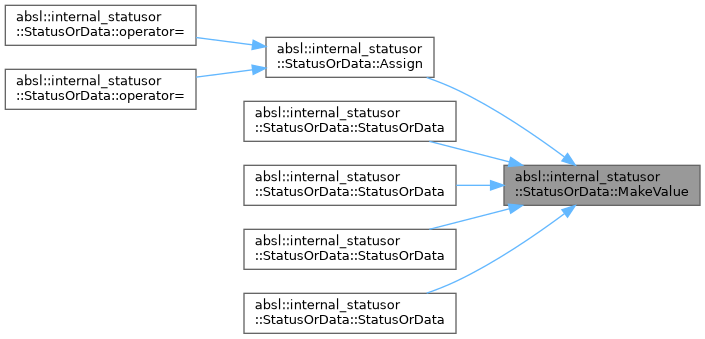 absl::internal_statusor
::StatusOrData::operator=
absl::internal_statusor
::StatusOrData::operator=
absl::internal_statusor
::StatusOrData::Assign
absl::internal_statusor
::StatusOrData::StatusOrData
absl::internal_statusor
::StatusOrData::StatusOrData
absl::internal_statusor
::StatusOrData::StatusOrData
absl::internal_statusor
::StatusOrData::StatusOrData
absl::internal_statusor
::StatusOrData::MakeValue